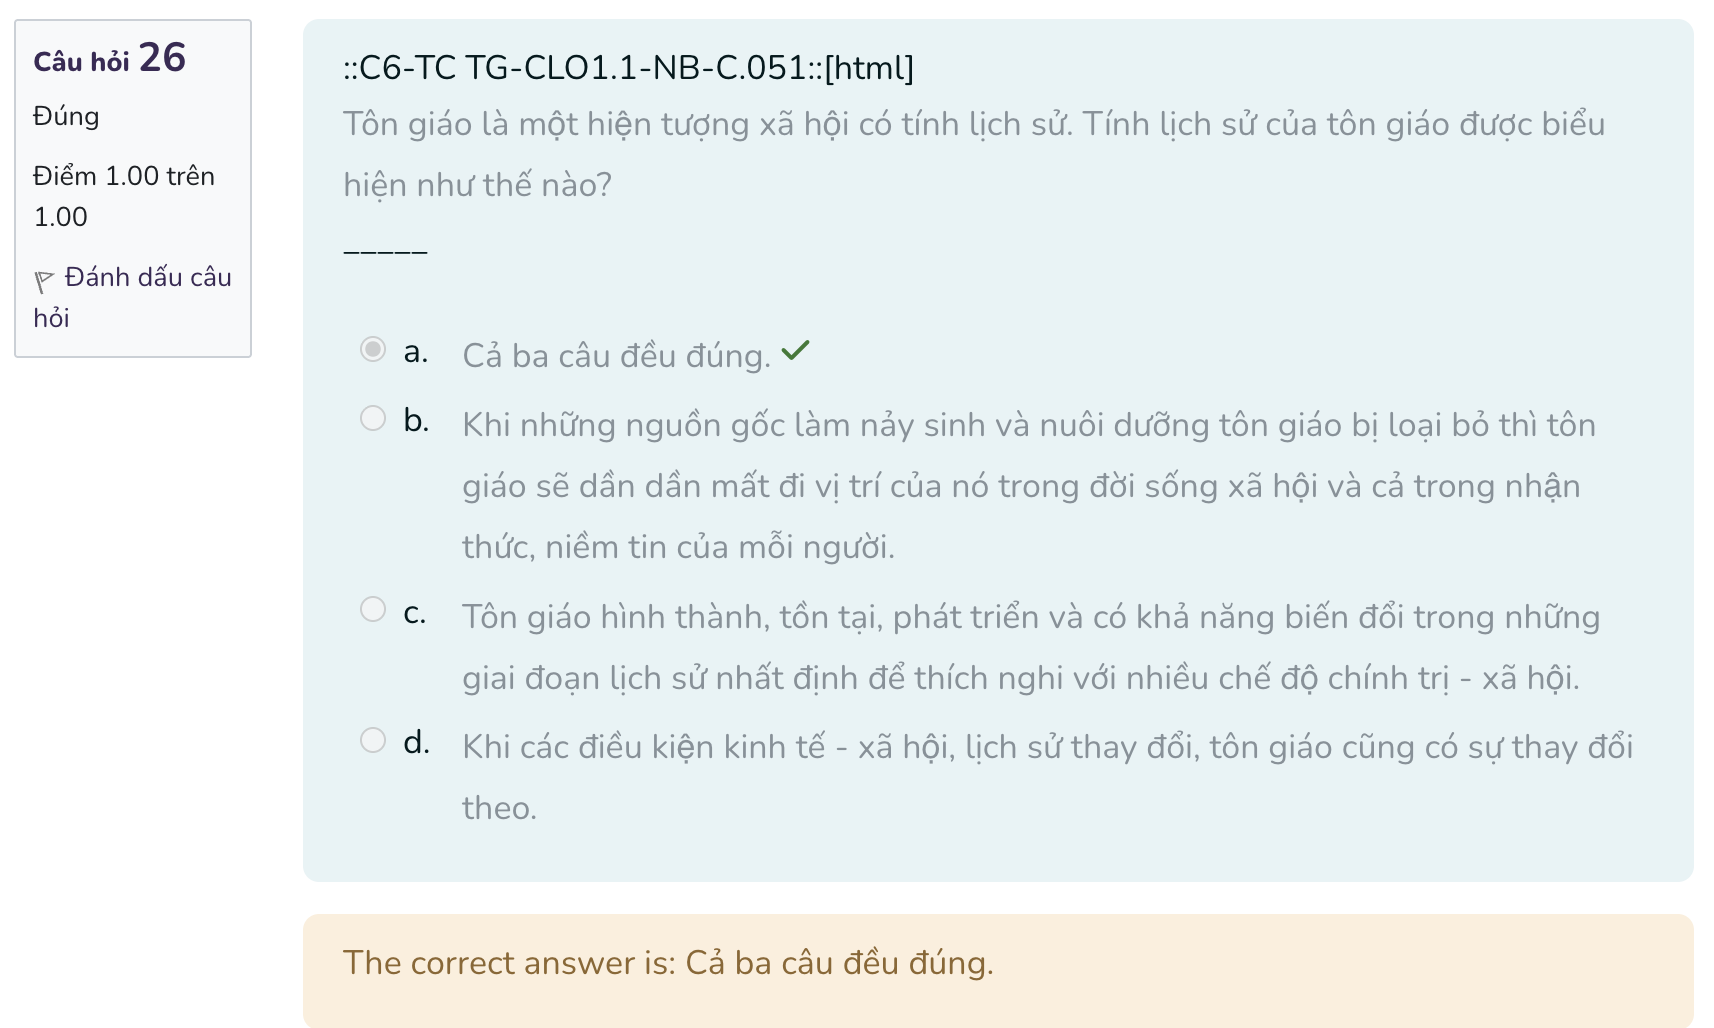 Câu hỏi 26
Đúng
Điểm 1.00 trên
1.00
Đánh dấu câu
hỏi
::C6-TC TG-CLO1.1-NB-C.051::[html]
Tôn giáo là một hiện tượng xã hội có tính lịch sử. Tính lịch sử của tôn giáo được biểu
hiện như thế nào?
_____
a. Cả ba câu đều đúng.
b. Khi những nguồn gốc làm nảy sinh và nuôi dưỡng tôn giáo bị loại bỏ thì tôn
giáo sẽ dần dần mất đi vị trí của nó trong đời sống xã hội và cả trong nhận
thức, niềm tin của mỗi người.
c. Tôn giáo hình thành, tồn tại, phát triển và có khả năng biến đổi trong những
giai đoạn lịch sử nhất định để thích nghi với nhiều chế độ chính trị - xã hội.
d. Khi các điều kiện kinh tế - xã hội, lịch sử thay đổi, tôn giáo cũng có sự thay đổi
theo.
The correct answer is: Cả ba câu đều đúng.